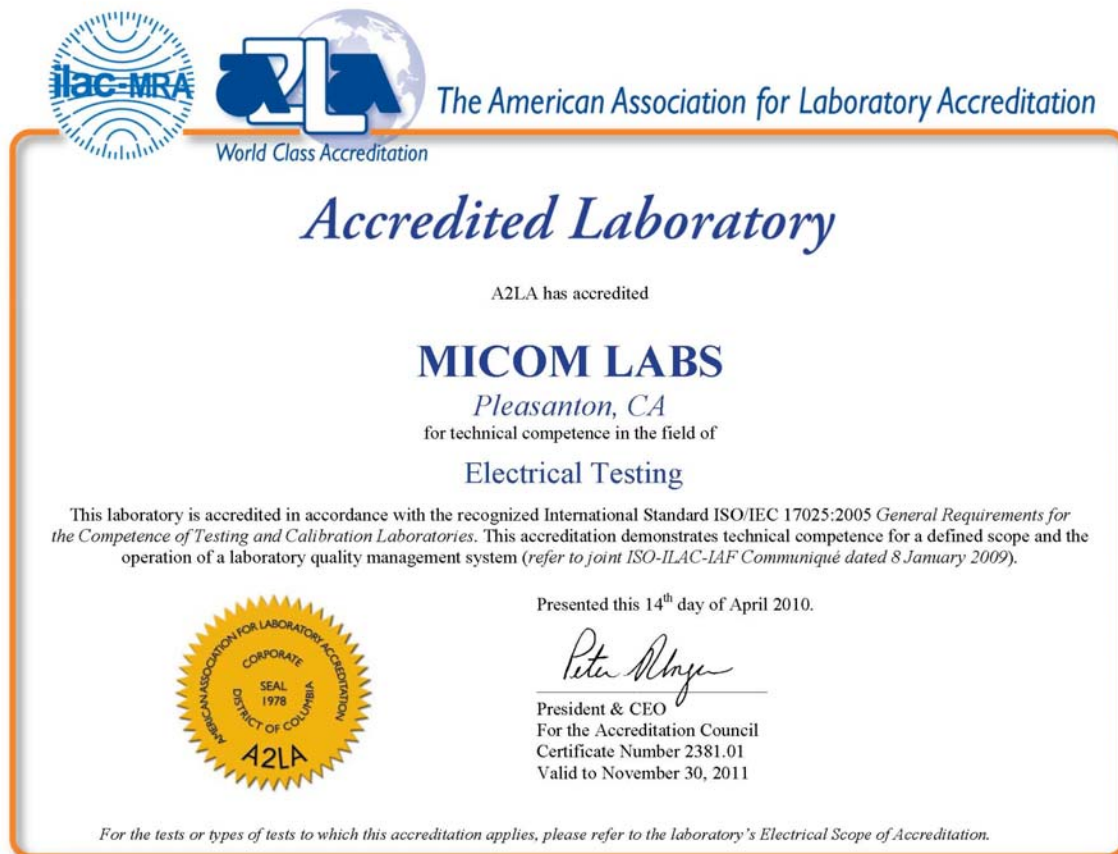 ilac-MRA
a2la
World Class Accreditation
The American Association for Laboratory Accreditation
Accredited Laboratory
A2LA has accredited
MICOM LABS
Pleasanton, CA
for technical competence in the field of
Electrical Testing
This laboratory is accredited in accordance with the recognized International Standard ISO/IEC 17025:2005 General Requirements for
the Competence of Testing and Calibration Laboratories. This accreditation demonstrates technical competence for a defined scope and the
operation of a laboratory quality management system (refer to joint ISO-ILAC-IAF Communiqué dated 8 January 2009).
Presented this 14th day of April 2010.
President & CEO
For the Accreditation Council
Certificate Number 2381.01
Valid to November 30, 2011
AMERICAN ASSOCIATION FOR LABORATORY ACCREDITATION
CORPORATE
SEAL
1978
DISTRICT OF COLUMBIA
A2LA
For the tests or types of tests to which this accreditation applies, please refer to the laboratory's Electrical Scope of Accreditation.